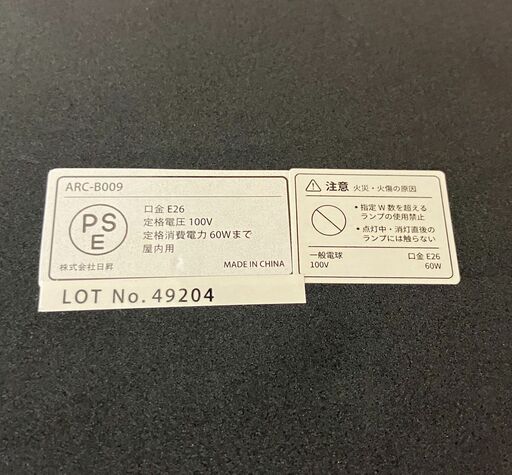 ARC-B009
PS
E
口金 E26
定格電圧 100V
定格消費電力 60Wまで
屋内用
株式会社日昇
MADE IN CHINA
LOT No. 49204
注意 火災・火傷の原因
• 指定 W 数を超える
ランプの使用禁止
• 点灯中・消灯直後の
ランプには触らない
一般電球 口金 E26
100V 60W